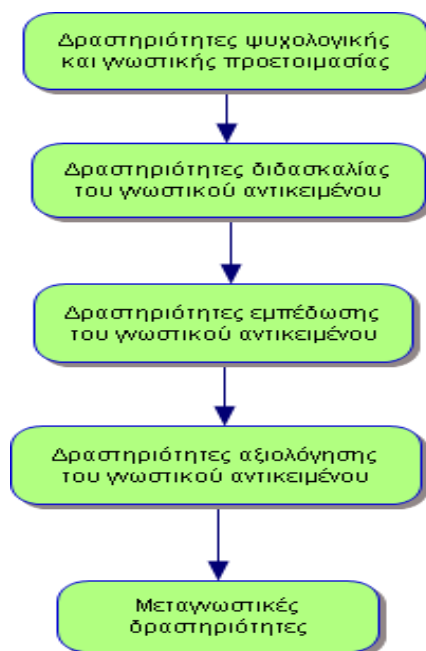 Δραστηριότητες ψυχολογικής
και γνωστικής προετοιμασίας
Δραστηριότητες διδασκαλίας
του γνωστικού αντικειμένου
Δραστηριότητες εμπέδωσης
του γνωστικού αντικειμένου
Δραστηριότητες αξιολόγησης
του γνωστικού αντικειμένου
Μεταγνωστικές
δραστηριότητες